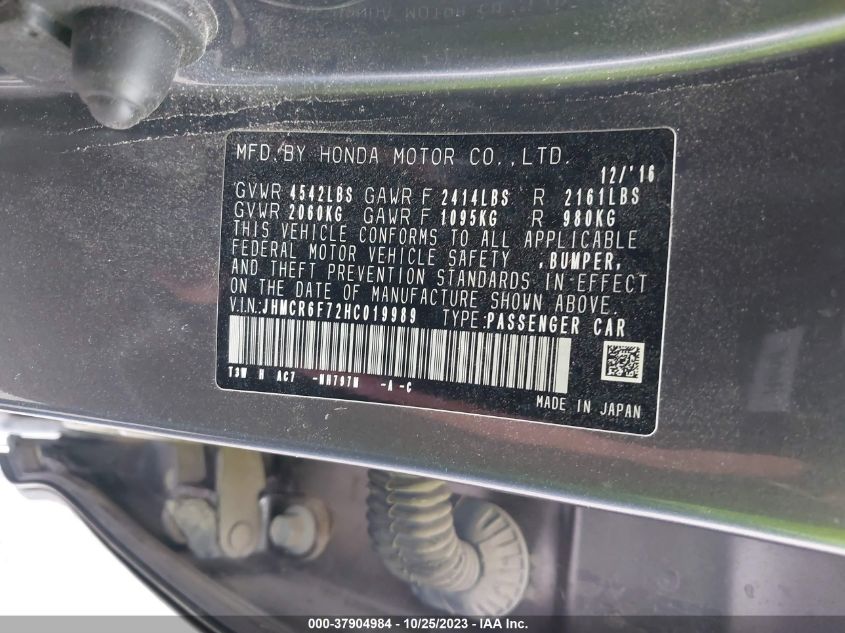 MFD. BY HONDA MOTOR CO., LTD. 12/'16
GVWR 4542LBS GAWR F 2414LBS R 2161LBS
GVWR 2060KG GAWR F 1095KG R 980KG
THIS VEHICLE CONFORMS TO ALL APPLICABLE
FEDERAL MOTOR VEHICLE SAFETY ,BUMPER,
AND THEFT PREVENTION STANDARDS IN EFFECT
ON THE DATE OF MANUFACTURE SHOWN ABOVE.
V.I.N: JHMCR6F72HC019989 TYPE:PASSENGER CAR
-A -C
MADE IN JAPAN
000-37904984 - 10/25/2023 - IAA Inc.